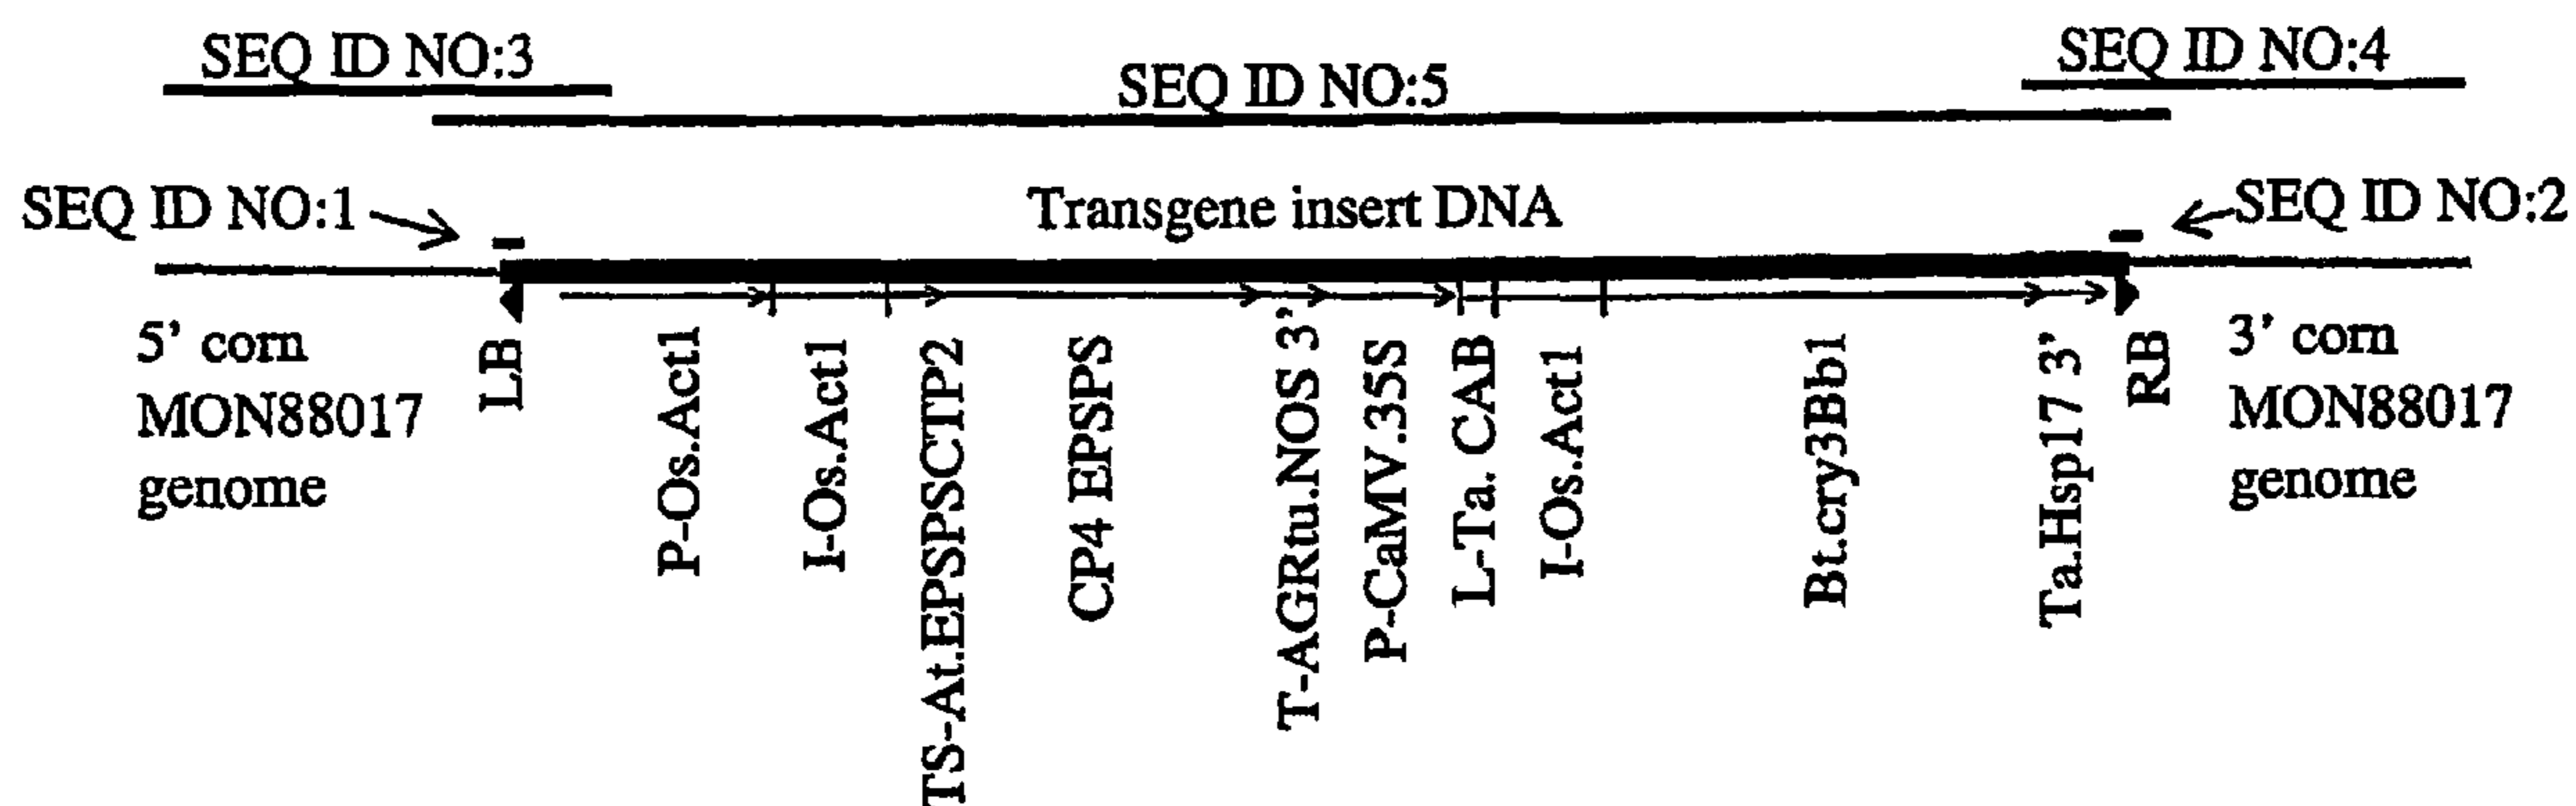 SEQ ID NO:3
SEQ ID NO:5
SEQ ID NO:4
SEQ ID NO:1
Transgene insert DNA
SEQ ID NO:2
5’ corn
MON88017
genome
LB
P-Os.Act1
I-Os.Act1
TS-At.EPSPSCTP2
CP4 EPSPS
T-AGRtu.NOS 3’
P-CaMV.35S
L-Ta. CAB
I-Os.Act1
Bt.cry3Bb1
Ta.Hsp17 3’
RB
3’ corn
MON88017
genome